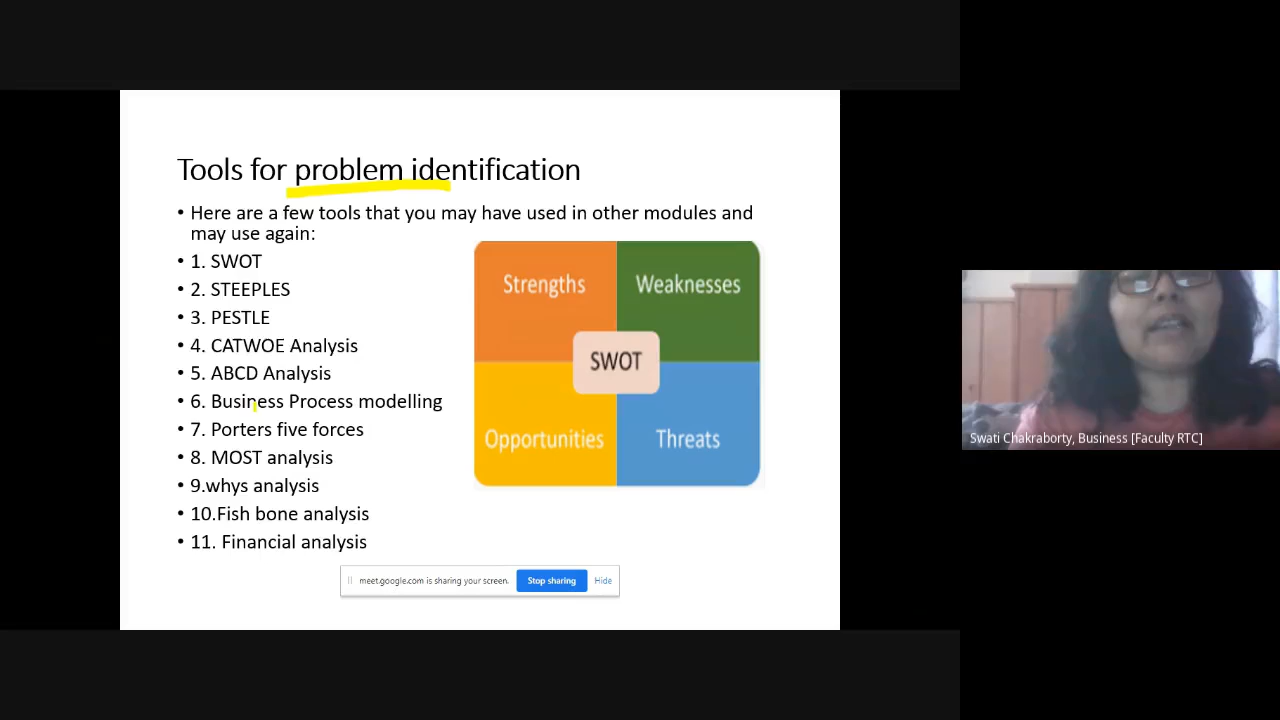 Tools for problem identification
• Here are a few tools that you may have used in other modules and
may use again:
• 1. SWOT
• 2. STEEPLES
• 3. PESTLE
• 4. CATWOE Analysis
• 5. ABCD Analysis
• 6. Business Process modelling
• 7. Porters five forces
• 8. MOST analysis
• 9.whys analysis
• 10.Fish bone analysis
• 11. Financial analysis
Strengths
Weaknesses
SWOT
Opportunities
Threats
meet.google.com is sharing your screen.
Stop sharing
Hide
Swati Chakraborty, Business [Faculty RTC]